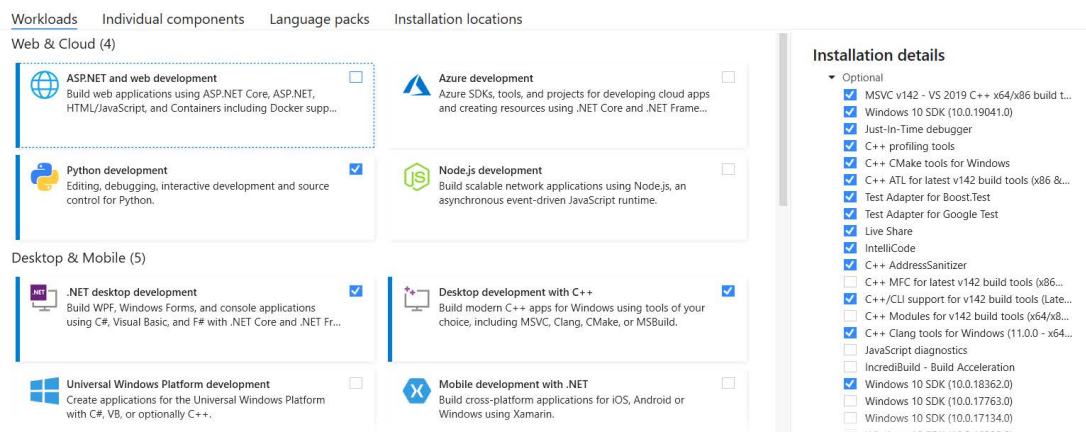 Workloads
Individual components
Language packs
Installation locations
Web & Cloud (4)
ASP.NET and web development
Build web applications using ASP.NET Core, ASP.NET,
HTML/JavaScript, and Containers including Docker supp...
Azure development
Azure SDKs, tools, and projects for developing cloud apps
and creating resources using .NET Core and .NET Frame...
Python development
Editing, debugging, interactive development and source
control for Python.
JS
Node.js development
Build scalable network applications using Node.js, an
asynchronous event-driven JavaScript runtime.
Desktop & Mobile (5)
.NET
.NET desktop development
Build WPF, Windows Forms, and console applications
using C#, Visual Basic, and F# with .NET Core and .NET Fr...
Desktop development with C++
Build modern C++ apps for Windows using tools of your
choice, including MSVC, Clang, CMake, or MSBuild.
Universal Windows Platform development
Create applications for the Universal Windows Platform
with C#, VB, or optionally C++.
Mobile development with .NET
Build cross-platform applications for iOS, Android or
Windows using Xamarin.
Installation details
Optional
MSVC v142 - VS 2019 C++ x64/x86 build t...
Windows 10 SDK (10.0.19041.0)
Just-In-Time debugger
C++ profiling tools
C++ CMake tools for Windows
C++ ATL for latest v142 build tools (x86 &...
Test Adapter for Boost.Test
Test Adapter for Google Test
Live Share
IntelliCode
C++ AddressSanitizer
C++ MFC for latest v142 build tools (x86...
C++/CLI support for v142 build tools (Late...
C++ Modules for v142 build tools (x64/x8...
C++ Clang tools for Windows (11.0.0 - x64...
JavaScript diagnostics
IncrediBuild - Build Acceleration
Windows 10 SDK (10.0.18362.0)
Windows 10 SDK (10.0.17763.0)
Windows 10 SDK (10.0.17134.0)